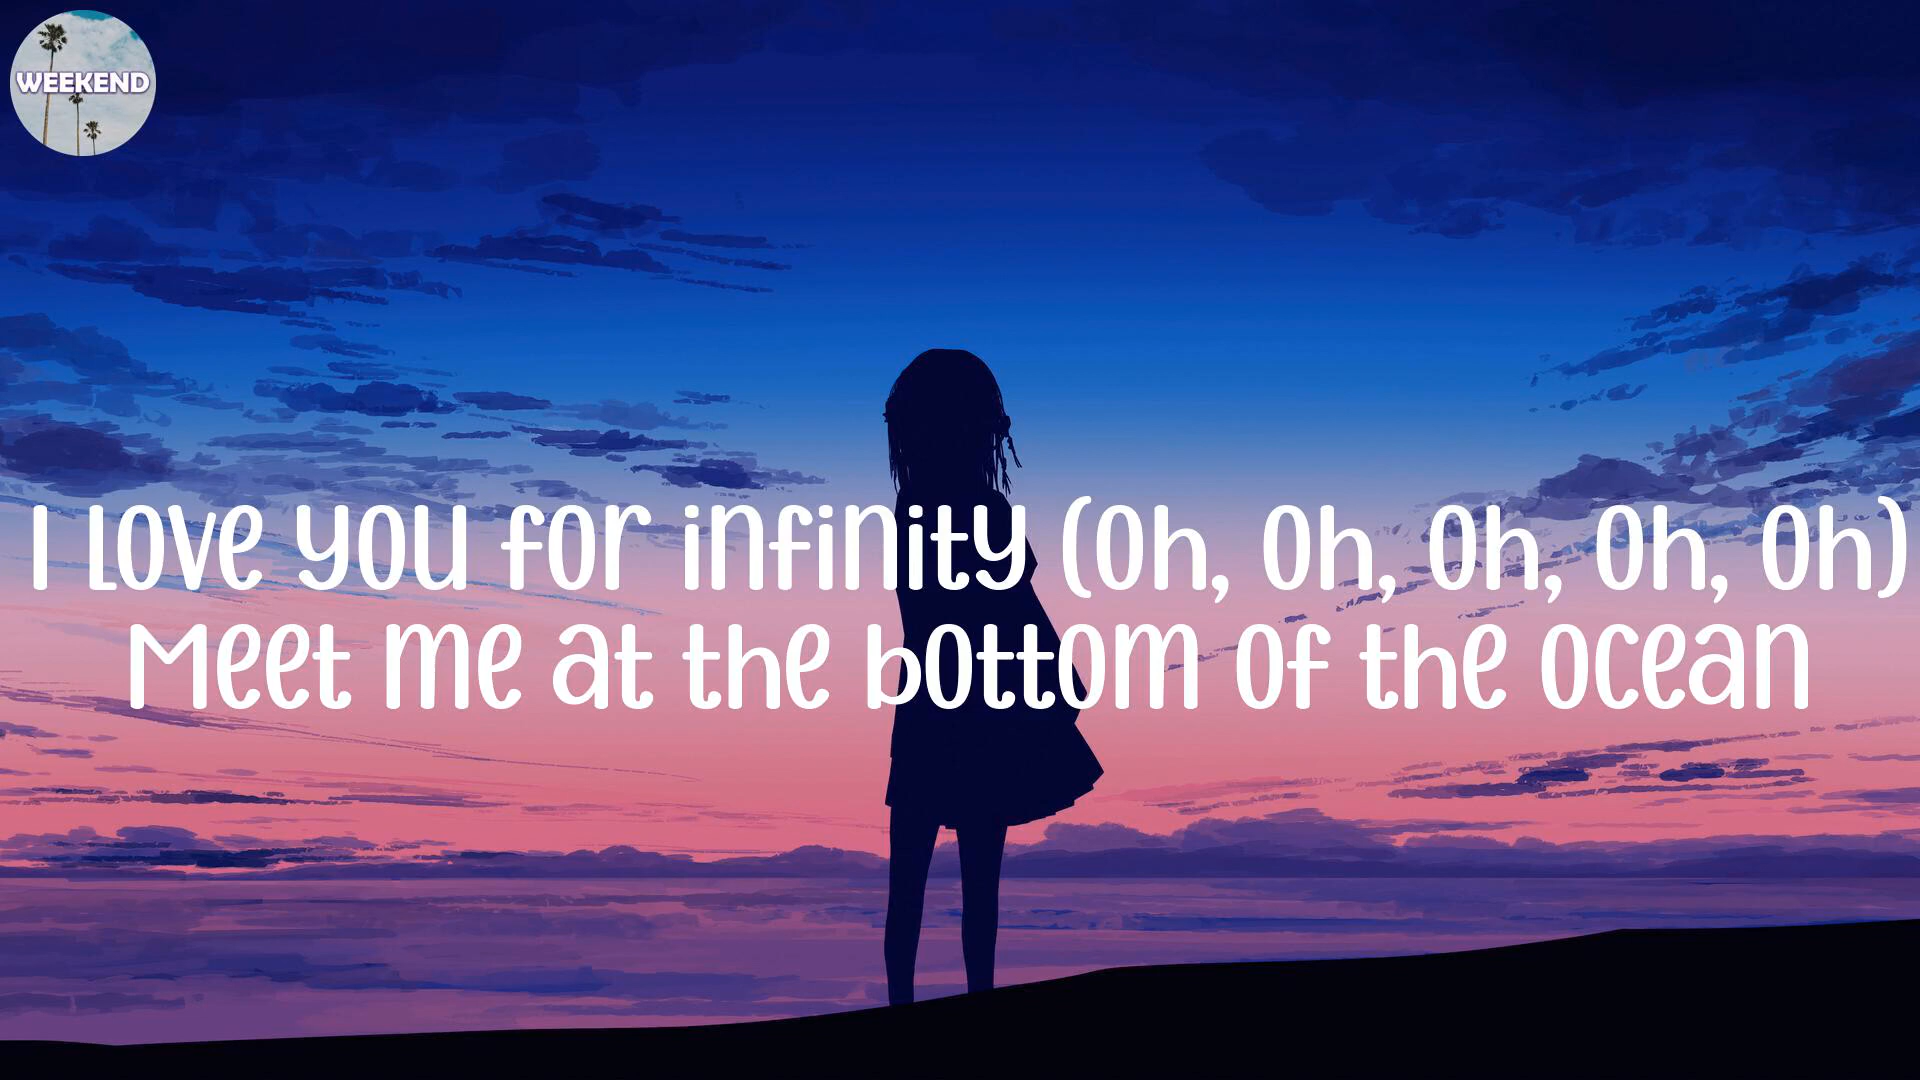 WEEKEND
I Love you for infinity (Oh, Oh, Oh, Oh, Oh)
Meet me at the bottom of the ocean